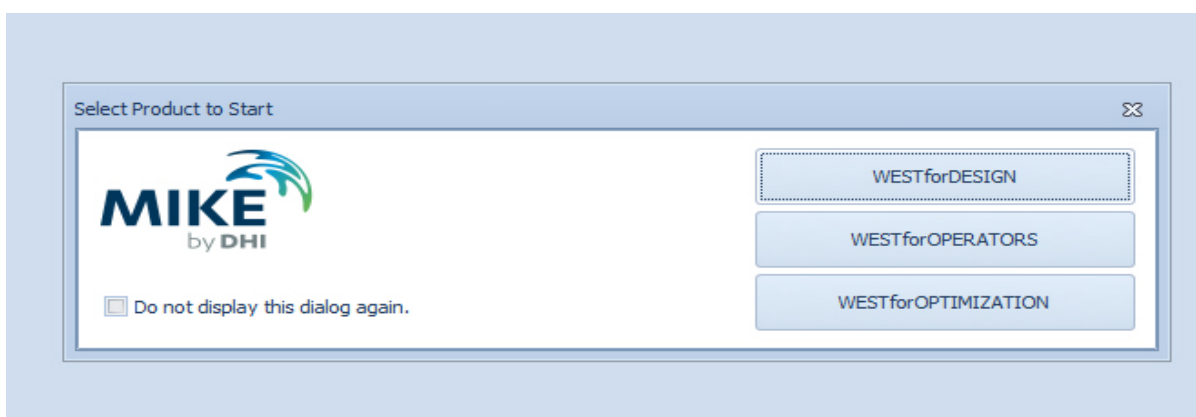 Select Product to Start
MIKE
by DHI
Do not display this dialog again.
WESTforDESIGN
WESTforOPERATORS
WESTforOPTIMIZATION